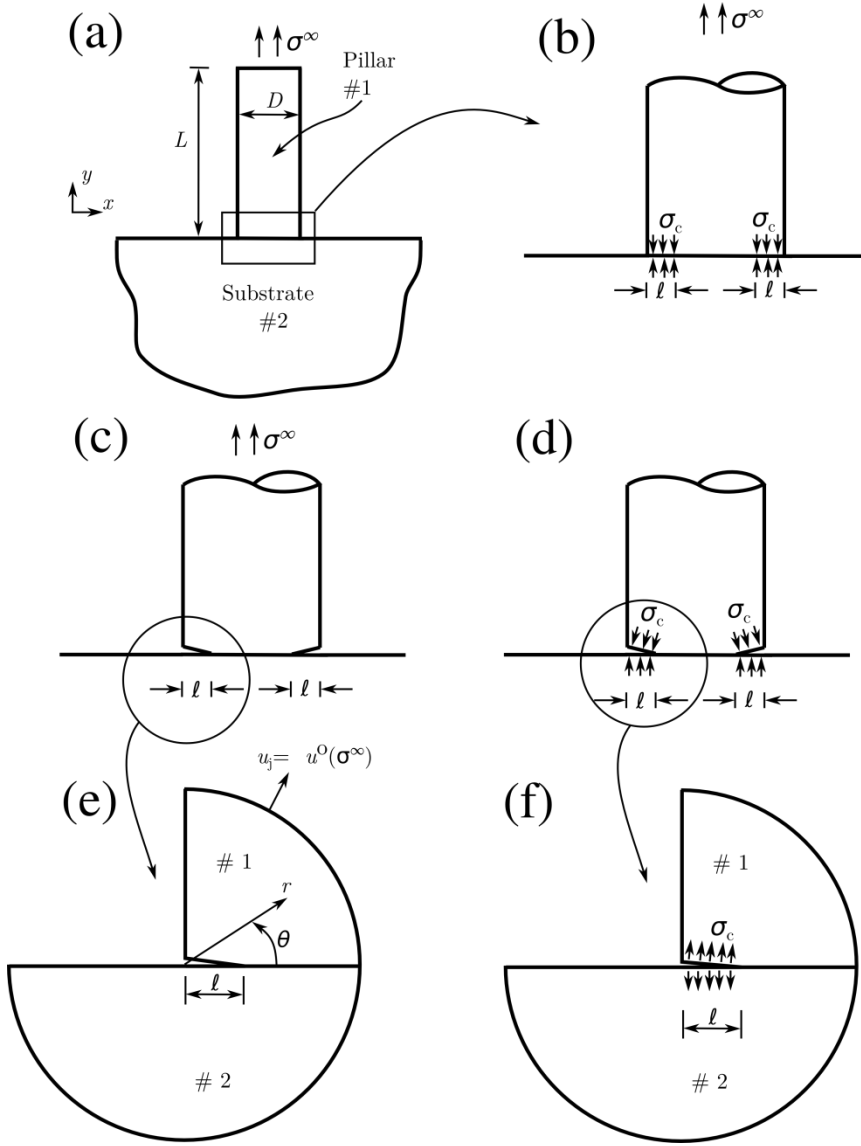 (a)
σ∞
Pillar
#1
D
L
y
x
Substrate
#2
(b)
σ∞
σc
σc
ℓ
ℓ
(c)
σ∞
ℓ
ℓ
(d)
σc
σc
ℓ
ℓ
(e)
uj= uo(σ∞)
# 1
r
θ
ℓ
# 2
(f)
# 1
σc
ℓ
# 2